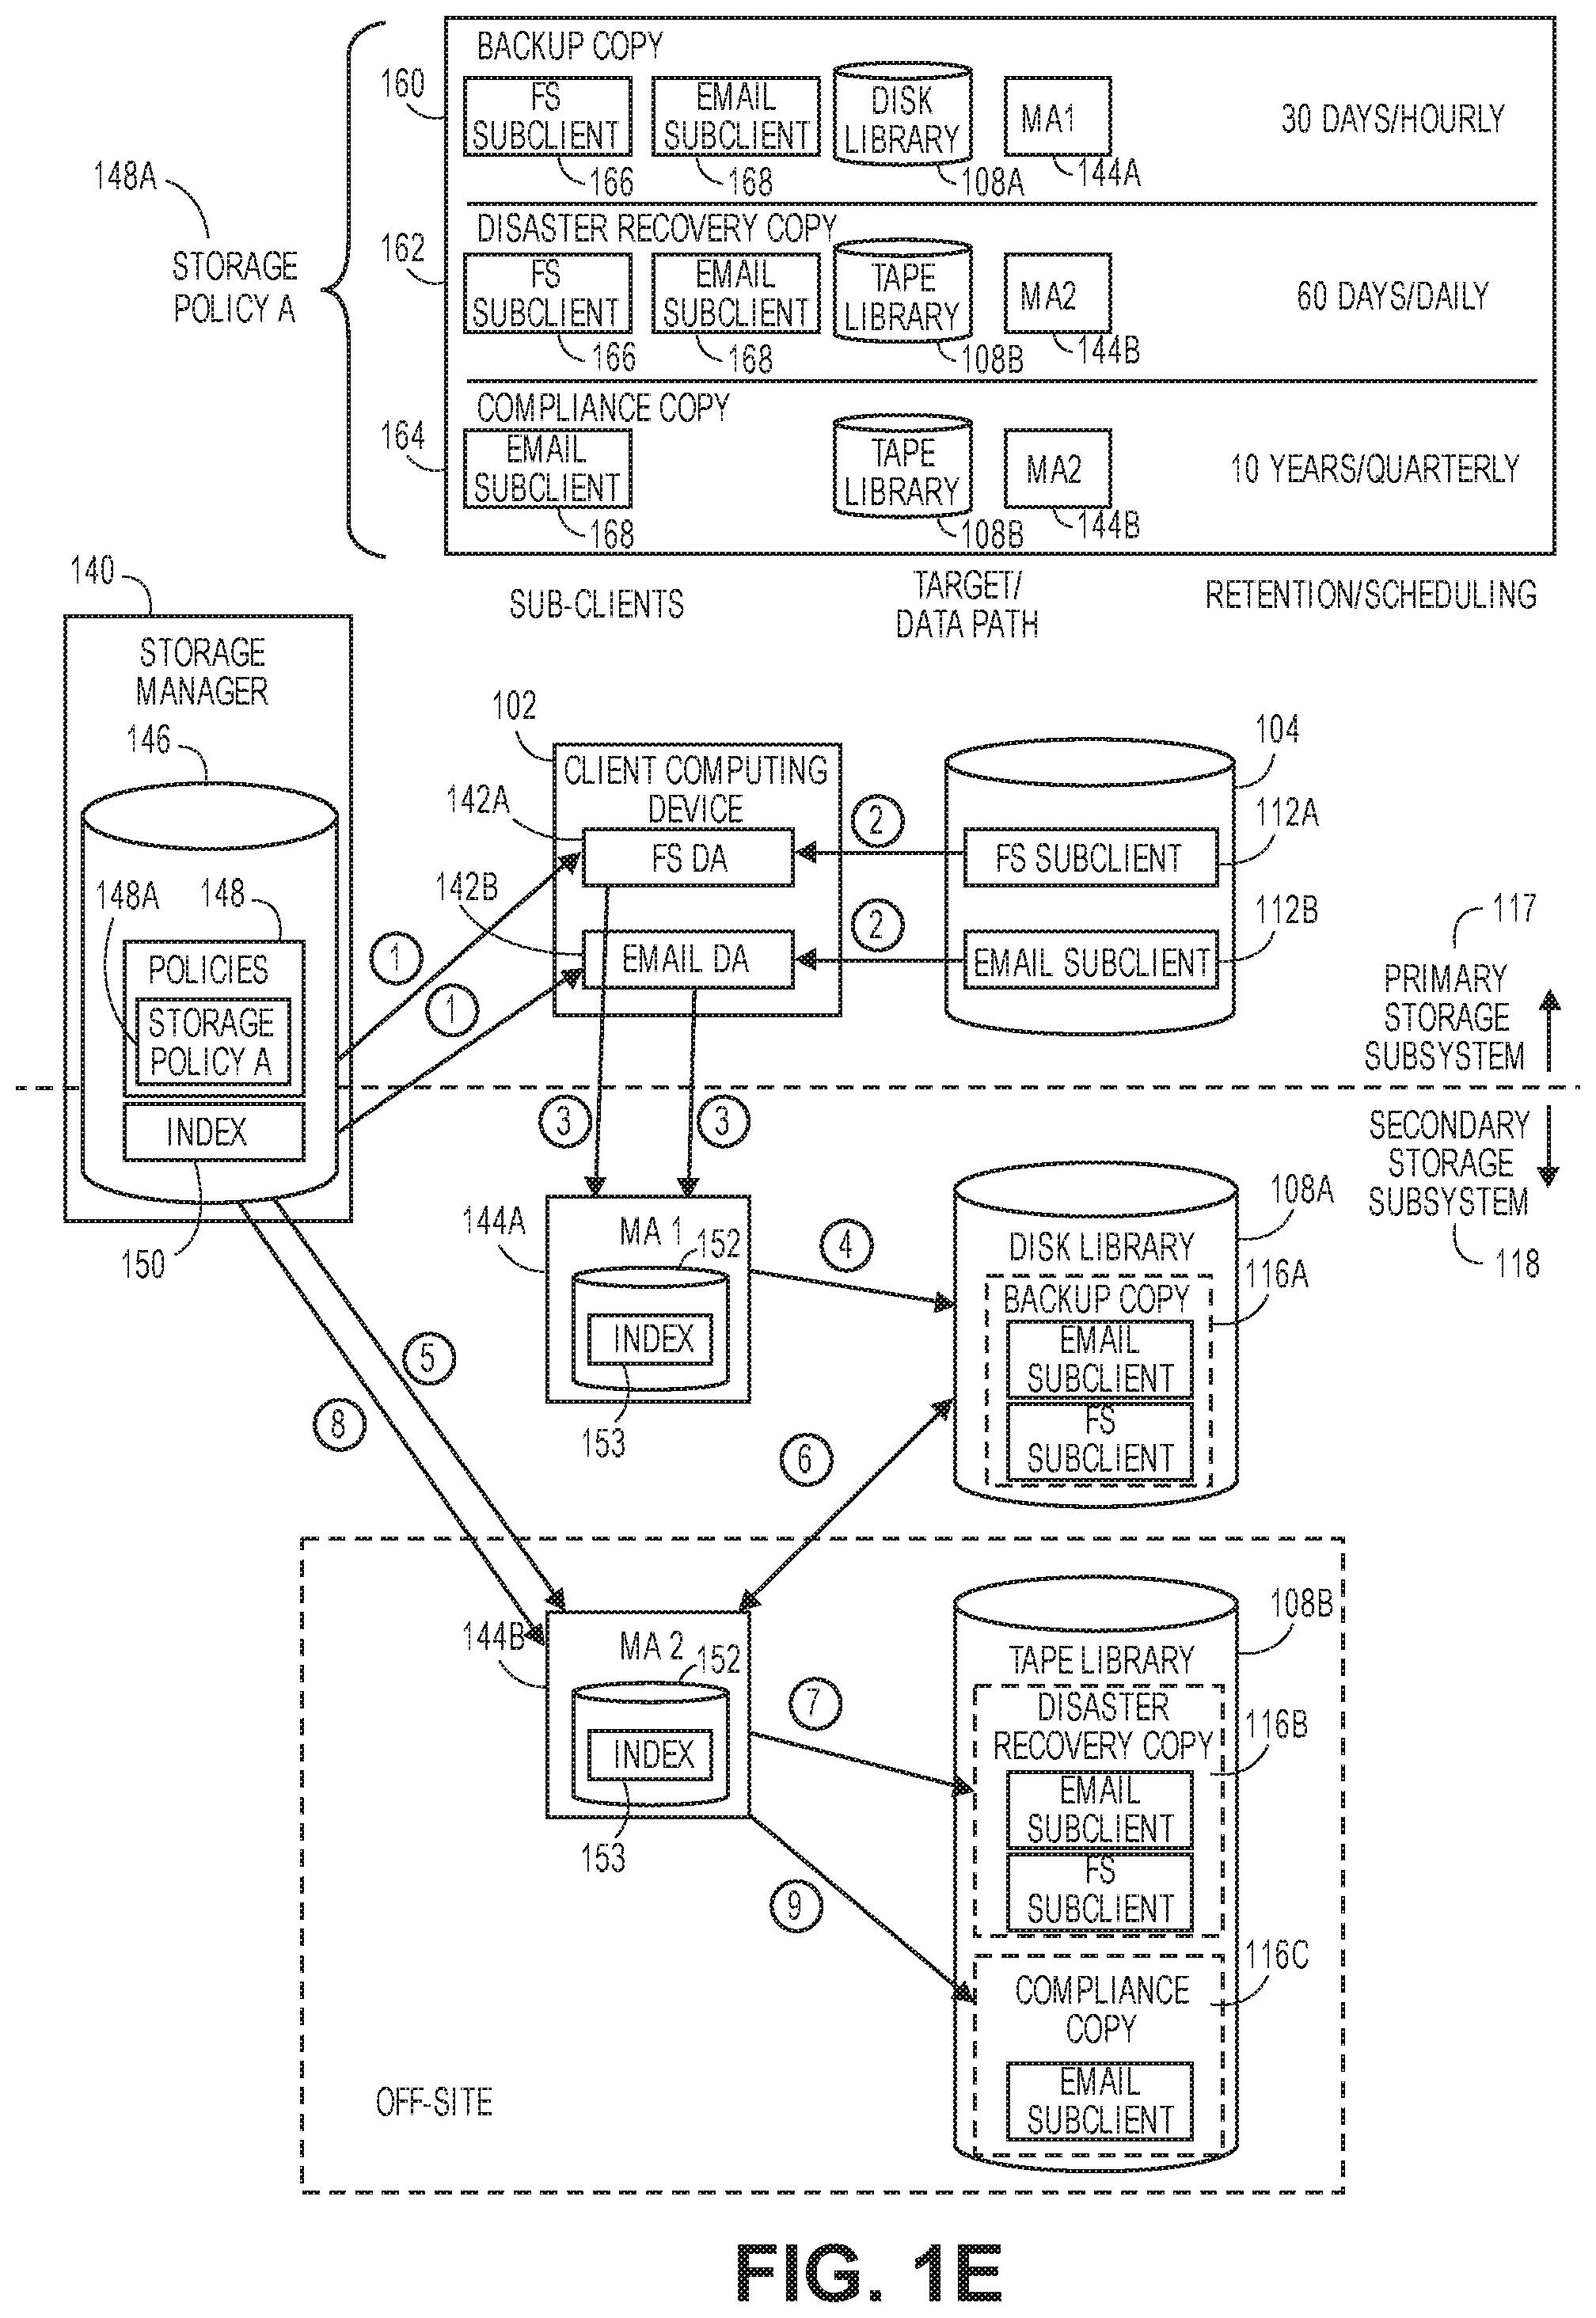 BACKUP COPY
160
FS
SUBCLIENT
166
EMAIL
SUBCLIENT
168
DISK
LIBRARY
108A
MA1
144A
30 DAYS/HOURLY
148A
STORAGE
POLICY A
DISASTER RECOVERY COPY
162
FS
SUBCLIENT
166
EMAIL
SUBCLIENT
168
TAPE
LIBRARY
108B
MA2
144B
60 DAYS/DAILY
COMPLIANCE COPY
164
EMAIL
SUBCLIENT
168
TAPE
LIBRARY
108B
MA2
144B
10 YEARS/QUARTERLY
SUB-CLIENTS
TARGET/
DATA PATH
RETENTION/SCHEDULING
140
STORAGE
MANAGER
146
148A
148
POLICIES
STORAGE
POLICY A
INDEX
150
102
CLIENT COMPUTING
DEVICE
142A
FS DA
142B
EMAIL DA
1
1
2
2
104
112A
FS SUBCLIENT
112B
EMAIL SUBCLIENT
117
PRIMARY
STORAGE
SUBSYSTEM
SECONDARY
STORAGE
SUBSYSTEM
118
3
3
144A
MA 1
152
INDEX
153
4
5
6
8
108A
DISK LIBRARY
116A
BACKUP COPY
EMAIL
SUBCLIENT
FS
SUBCLIENT
144B
MA 2
152
INDEX
153
7
9
108B
TAPE LIBRARY
DISASTER
RECOVERY COPY
116B
EMAIL
SUBCLIENT
FS
SUBCLIENT
116C
COMPLIANCE
COPY
EMAIL
SUBCLIENT
OFF-SITE
FIG. 1E